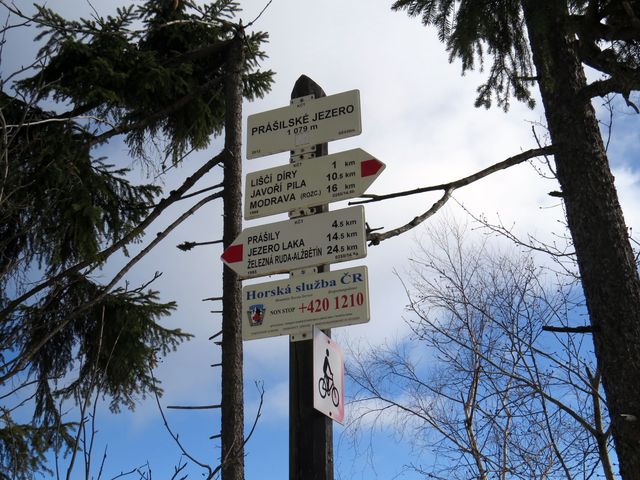 PRÁŠILSKÉ JEZERO
1 079 m
KČT
LIŠČÍ DÍRY 1 km
JAVOŘÍ PILA 10.5 km
MODRAVA (ROZC.) 16 km
KČT
PRÁŠILY 4.5 km
JEZERO LAKA 14.5 km
ŽELEZNÁ RUDA-ALŽBĚTÍN 24.5 km
Horská služba ČR
NON STOP +420 1210